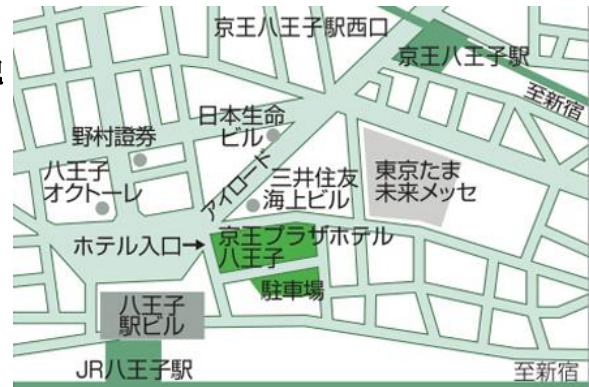 京王八王子駅西口
京王八王子駅
至新宿
日本生命
ビル
野村證券
八王子
オクトーレ
アイロード
三井住友
海上ビル
東京たま
未来メッセ
ホテル入口→
京王プラザホテル
八王子
駐車場
八王子
駅ビル
JR八王子駅
至新宿